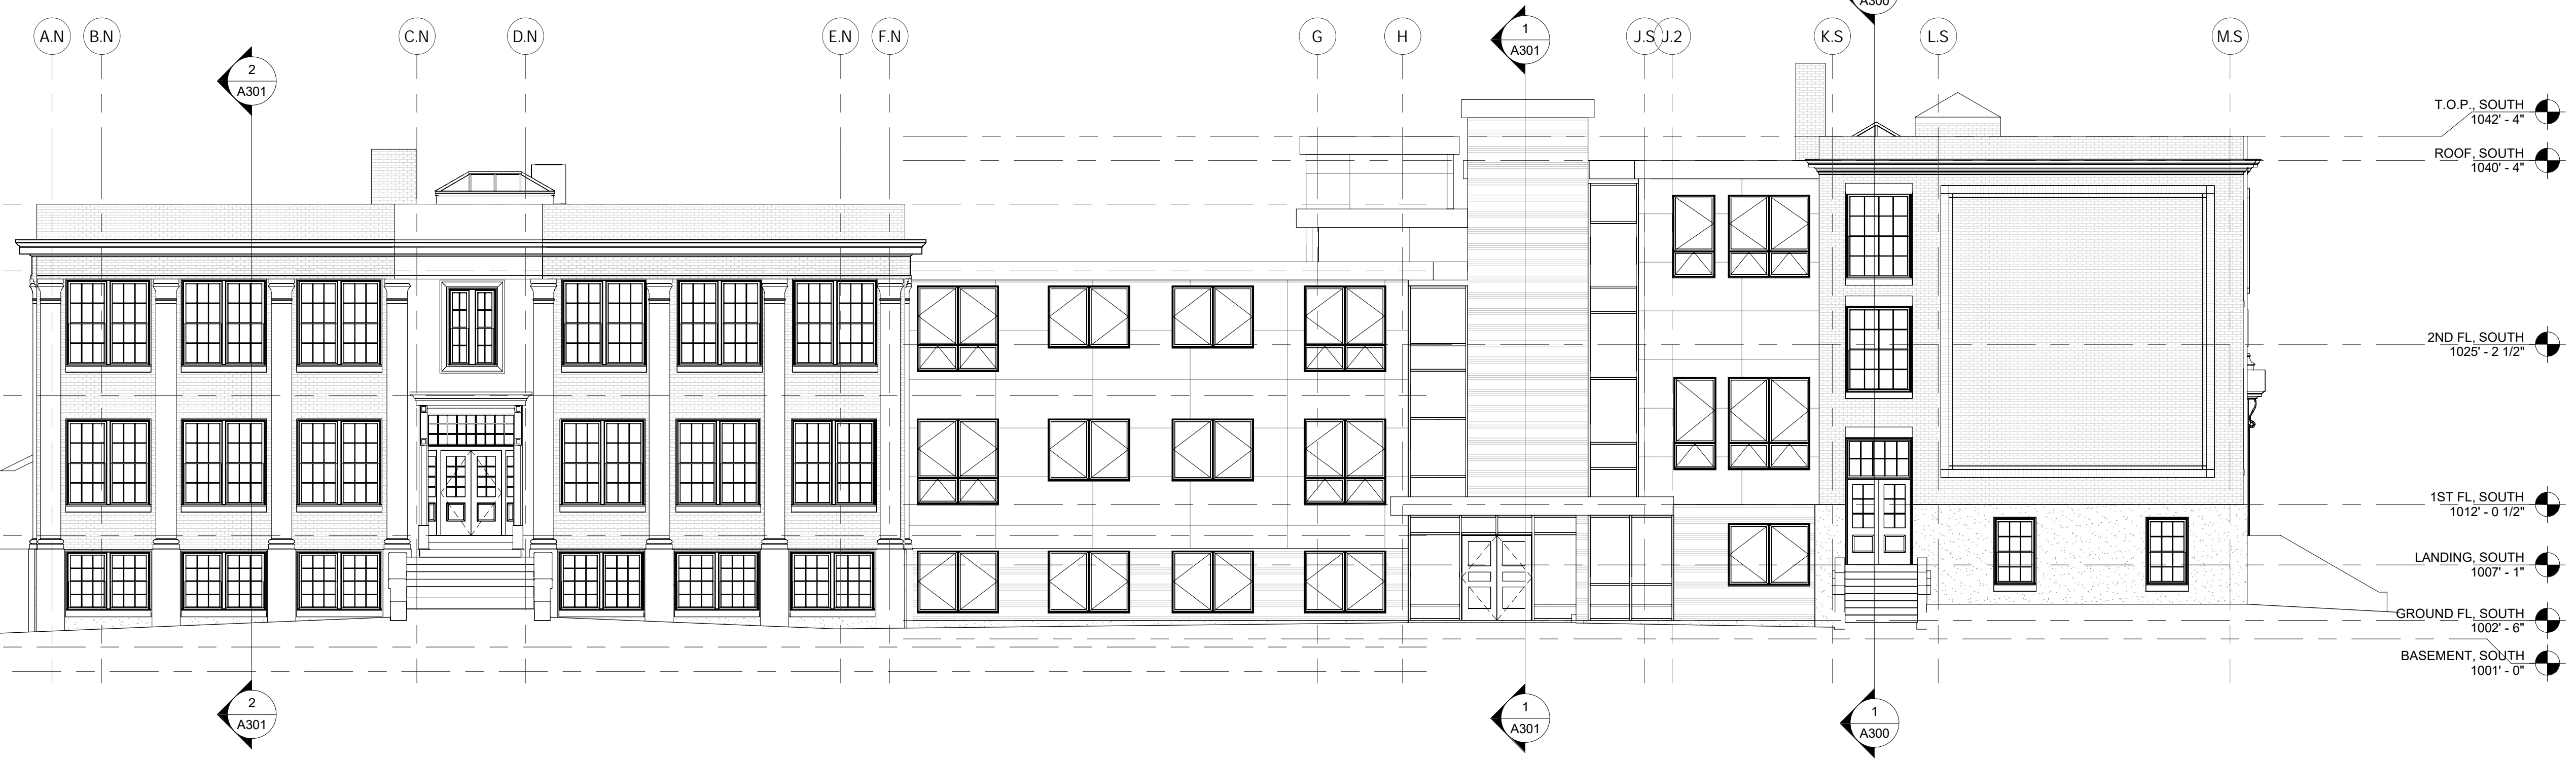 A.N
B.N
C.N
D.N
E.N
F.N
G
H
J.S
J.2
K.S
L.S
M.S
2
A301
1
A301
A300
T.O.P., SOUTH
1042' - 4"
ROOF, SOUTH
1040' - 4"
2ND FL, SOUTH
1025' - 2 1/2"
1ST FL, SOUTH
1012' - 0 1/2"
LANDING, SOUTH
1007' - 1"
GROUND FL, SOUTH
1002' - 6"
BASEMENT, SOUTH
1001' - 0"
2
A301
1
A301
1
A300